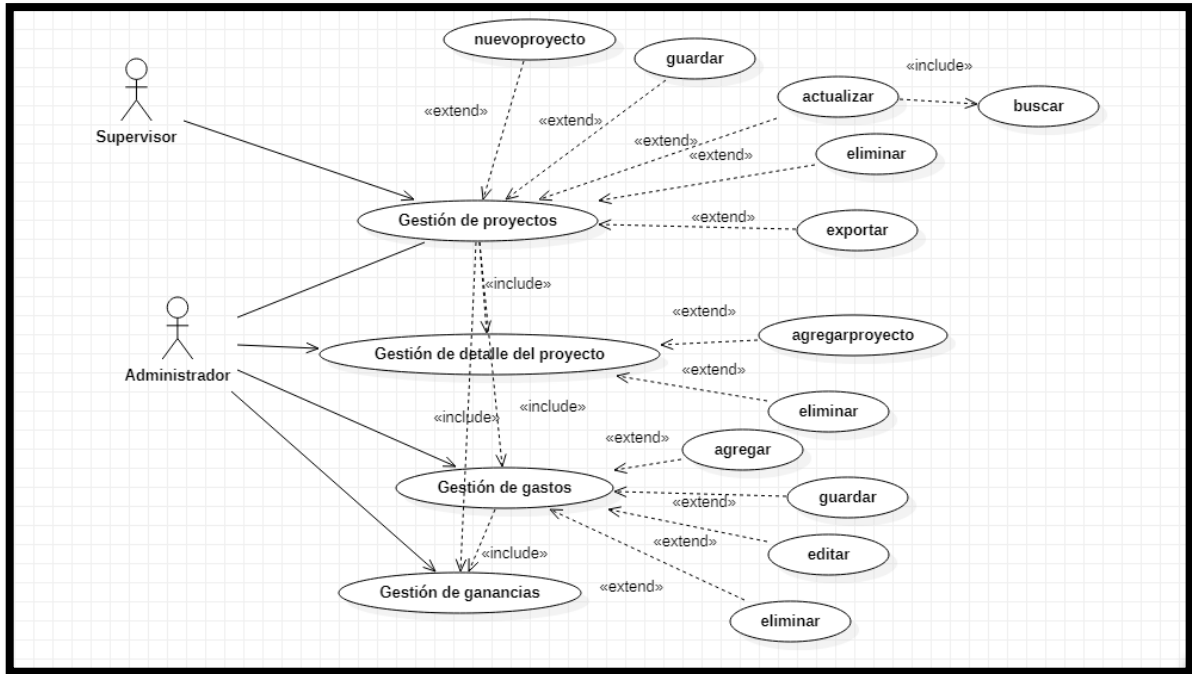 nuevoproyecto
guardar
«include»
actualizar
buscar
«extend»
«extend»
Supervisor
«extend»
«extend»
eliminar
Gestión de proyectos
«extend»
exportar
«include»
«extend»
agregarproyecto
Gestión de detalle del proyecto
Administrador
«extend»
eliminar
«include»
«include»
«extend»
agregar
Gestión de gastos
guardar
«extend»
«extend»
editar
«include»
«extend»
Gestión de ganancias
eliminar